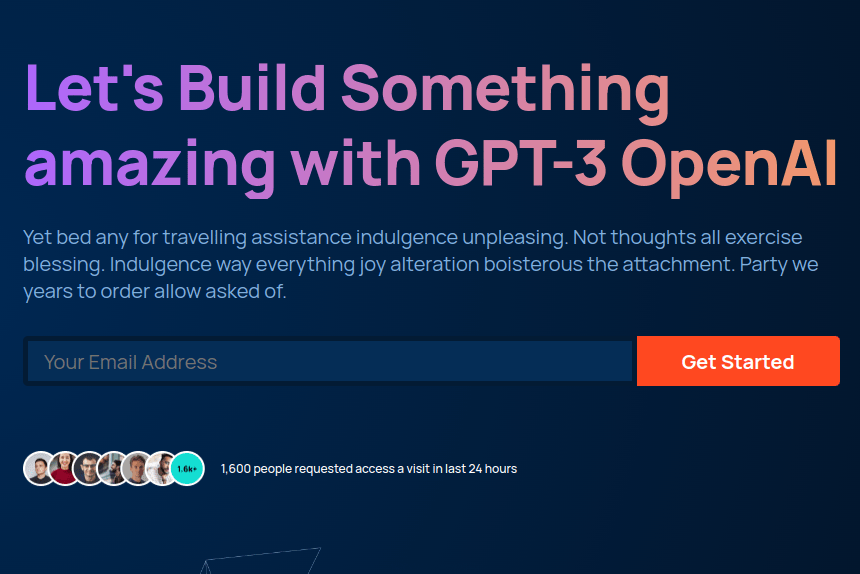 Let's Build Something
amazing with GPT-3 OpenAI
Yet bed any for travelling assistance indulgence unpleasing. Not thoughts all exercise
blessing. Indulgence way everything joy alteration boisterous the attachment. Party we
years to order allow asked of.
Your Email Address
Get Started
1.6k+
1,600 people requested access a visit in last 24 hours